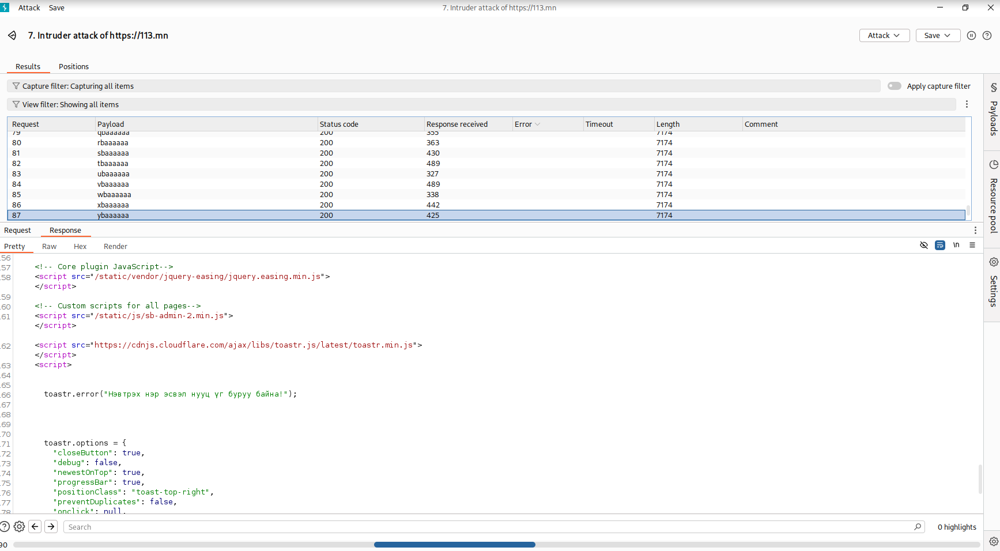 Attack Save 7. Intruder attack of https://113.mn
7. Intruder attack of https://113.mn Attack Save
Results Positions
Capture filter: Capturing all items Apply capture filter
View filter: Showing all items
Request Payload Status code Response received Error Timeout Length Comment
79 qbaaaaaa 200 355 7174
80 rbaaaaaa 200 363 7174
81 sbaaaaaa 200 430 7174
82 tbaaaaaa 200 489 7174
83 ubaaaaaa 200 327 7174
84 vbaaaaaa 200 489 7174
85 wbaaaaaa 200 338 7174
86 xbaaaaaa 200 442 7174
87 ybaaaaaa 200 425 7174
Request Response
Pretty Raw Hex Render \n
56
57 <!-- Core plugin JavaScript-->
58 <script src="/static/vendor/jquery-easing/jquery.easing.min.js">
</script>
59
60 <!-- Custom scripts for all pages-->
61 <script src="/static/js/sb-admin-2.min.js">
</script>
62 <script src="https://cdnjs.cloudflare.com/ajax/libs/toastr.js/latest/toastr.min.js">
</script>
63 <script>
64
65
66 toastr.error("Нэвтрэх нэр эсвэл нууц үг буруу байна!");
67
68
69
70
71 toastr.options = {
72 "closeButton": true,
73 "debug": false,
74 "newestOnTop": true,
75 "progressBar": true,
76 "positionClass": "toast-top-right",
77 "preventDuplicates": false,
78 "onclick": null,
Search 0 highlights
90
§ Payloads
Resource pool
Settings